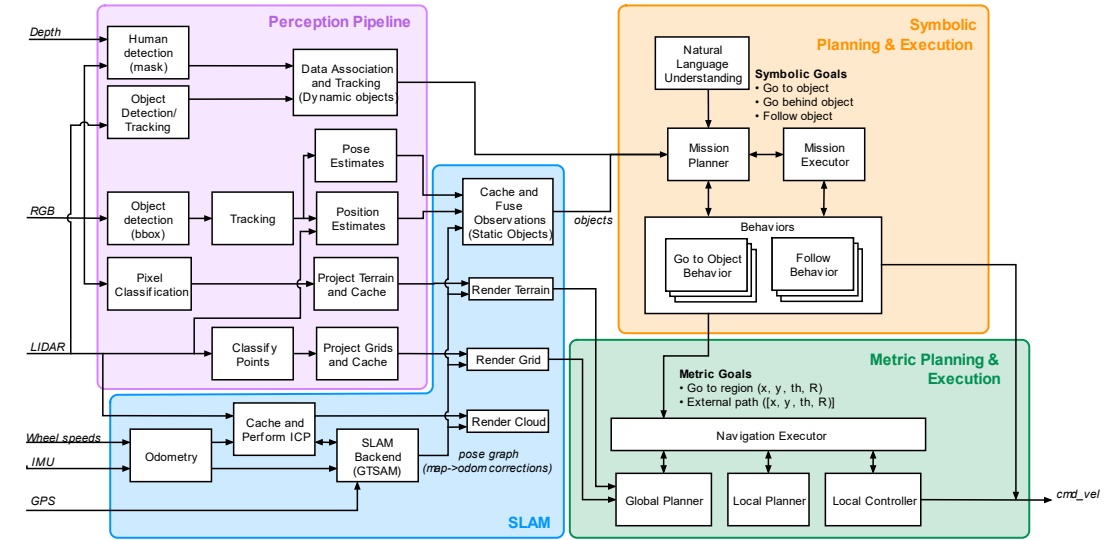 Perception Pipeline
Depth
Human
detection
(mask)
Data Association
and Tracking
(Dynamic objects)
Object
Detection/
Tracking
Pose
Estimates
RGB
Object
detection
(bbox)
Tracking
Position
Estimates
Pixel
Classification
Project Terrain
and Cache
LIDAR
Classify
Points
Project Grids
and Cache
Cache and
Fuse
Observations
(Static Objects)
objects
Render Terrain
Render Grid
Render Cloud
Cache and
Perform ICP
Wheel speeds
IMU
Odometry
SLAM
Backend
(GTSAM)
pose graph
(map->odom corrections)
GPS
SLAM
Symbolic
Planning & Execution
Natural
Language
Understanding
Symbolic Goals
• Go to object
• Go behind object
• Follow object
Mission
Planner
Mission
Executor
Behaviors
Go to Object
Behavior
Follow
Behavior
Metric Planning &
Execution
Metric Goals
• Go to region (x, y, th, R)
• External path ([x, y, th, R)]
Navigation Executor
Global Planner
Local Planner
Local Controller
cmd_vel